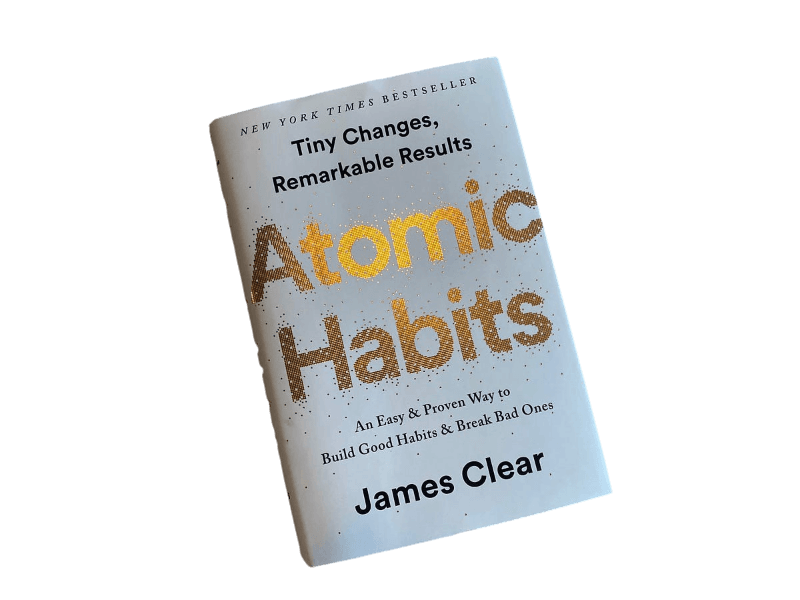 NEW YORK TIMES BESTSELLER
Tiny Changes,
Remarkable Results
Atomic
Habits
An Easy & Proven Way to
Build Good Habits & Break Bad Ones
James Clear